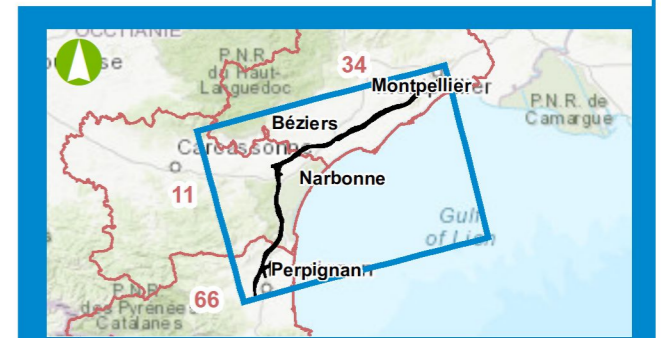 OCCITANIE
P.N.R.
du Haut-
Languedoc
34
Montpellier
P.N.R. de
Camargue
Béziers
Carcassonne
11
Narbonne
Gulf
of Lion
Perpignan
66
P.N.R.
des Pyrénées
Catalanes